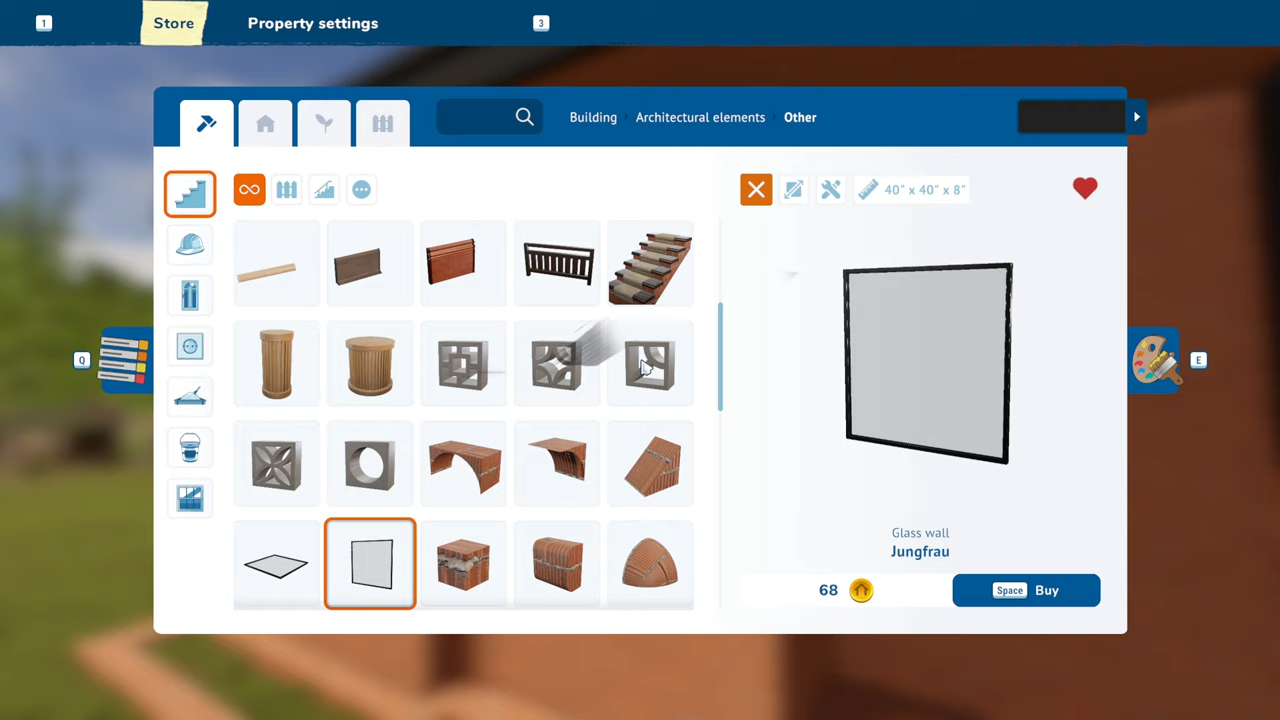 1
Store
Property settings
3
Building
Architectural elements
Other
40" x 40" x 8"
Q
E
Glass wall
Jungfrau
68
Space
Buy